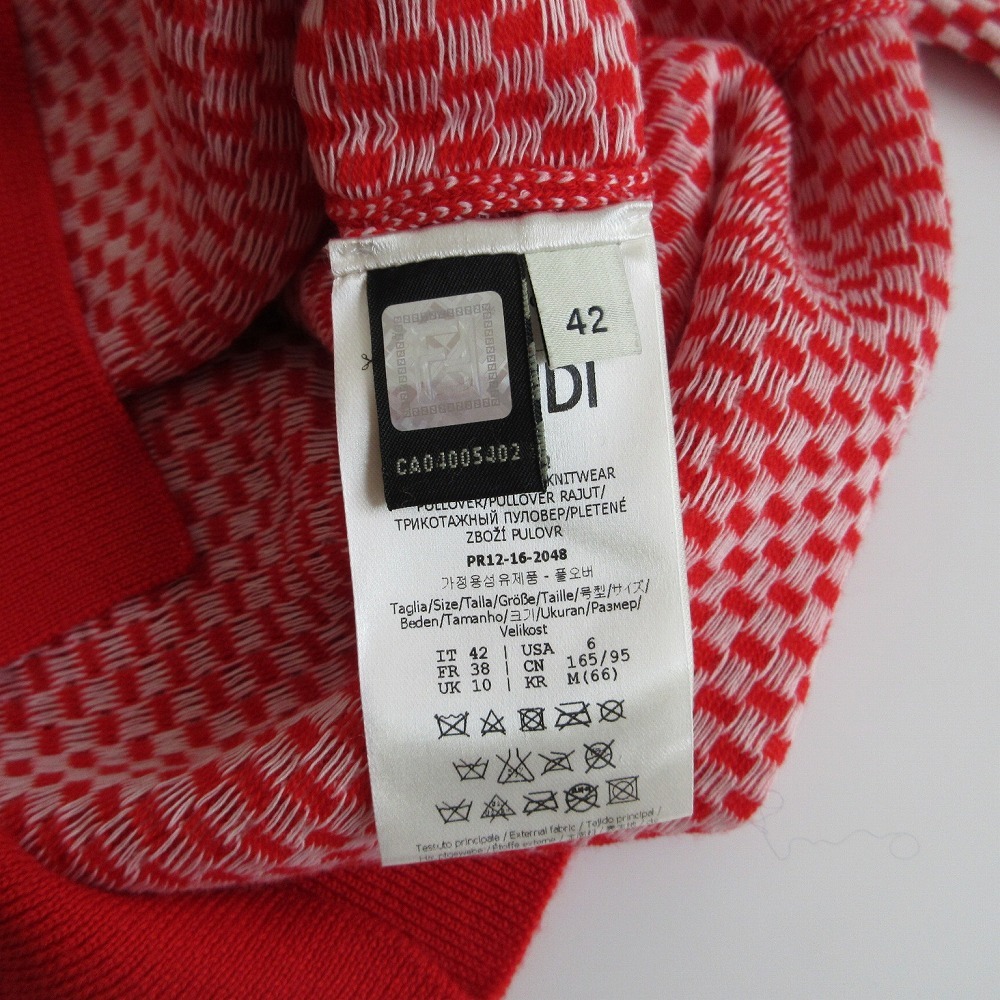 42
DI
CA04005402
KNITWEAR
PULLOVER/PULLOVER RAJUT/
ТРИКОТАЖНЫЙ ПУЛОВЕР/PLETENÉ
ZBOŽÍ PULOVR
PR12-16-2048
가정용섬유제품 - 풀오버
Taglia/Size/Talla/Größe/Taille/号型/サイズ/
Beden/Tamanho/크기/Ukuran/Размер/
Velikost
IT 42 | USA 6
FR 38 | CN 165/95
UK 10 | KR M(66)
Tessuto principale / External fabric / Tejido principal /
/ Étoffe externe /